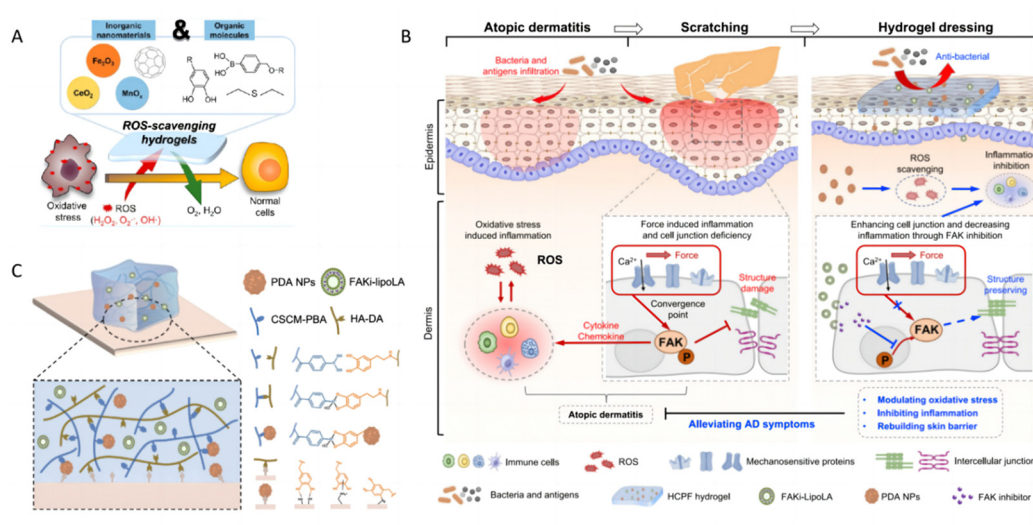 A
Inorganic
nanomaterials
&
Organic
molecules
Fe₂O₃
CeO₂
MnOₓ
R
HO
OH
HO
OH
B
O-R
S
ROS-scavenging
hydrogels
Oxidative
stress
ROS
(H₂O₂, O₂·⁻, OH·)
O₂, H₂O
Normal
cells
B
Atopic dermatitis
Scratching
Hydrogel dressing
Bacteria and
antigens infiltration
Anti-bacterial
Epidermis
Dermis
ROS
scavenging
Inflammation
inhibition
Oxidative stress
induced inflammation
ROS
Cytokine
Chemokine
Force induced inflammation
and cell junction deficiency
Ca²⁺
Force
Convergence
point
Structure
damage
FAK
P
Enhancing cell junction and decreasing
inflammation through FAK inhibition
Ca²⁺
Force
Structure
preserving
FAK
P
Atopic dermatitis
Alleviating AD symptoms
• Modulating oxidative stress
• Inhibiting inflammation
• Rebuilding skin barrier
Immune cells
ROS
Mechanosensitive proteins
Intercellular junction
Bacteria and antigens
HCPF hydrogel
FAKi-LipoLA
PDA NPs
FAK inhibitor
C
PDA NPs
FAKi-lipoLA
CSCM-PBA
HA-DA